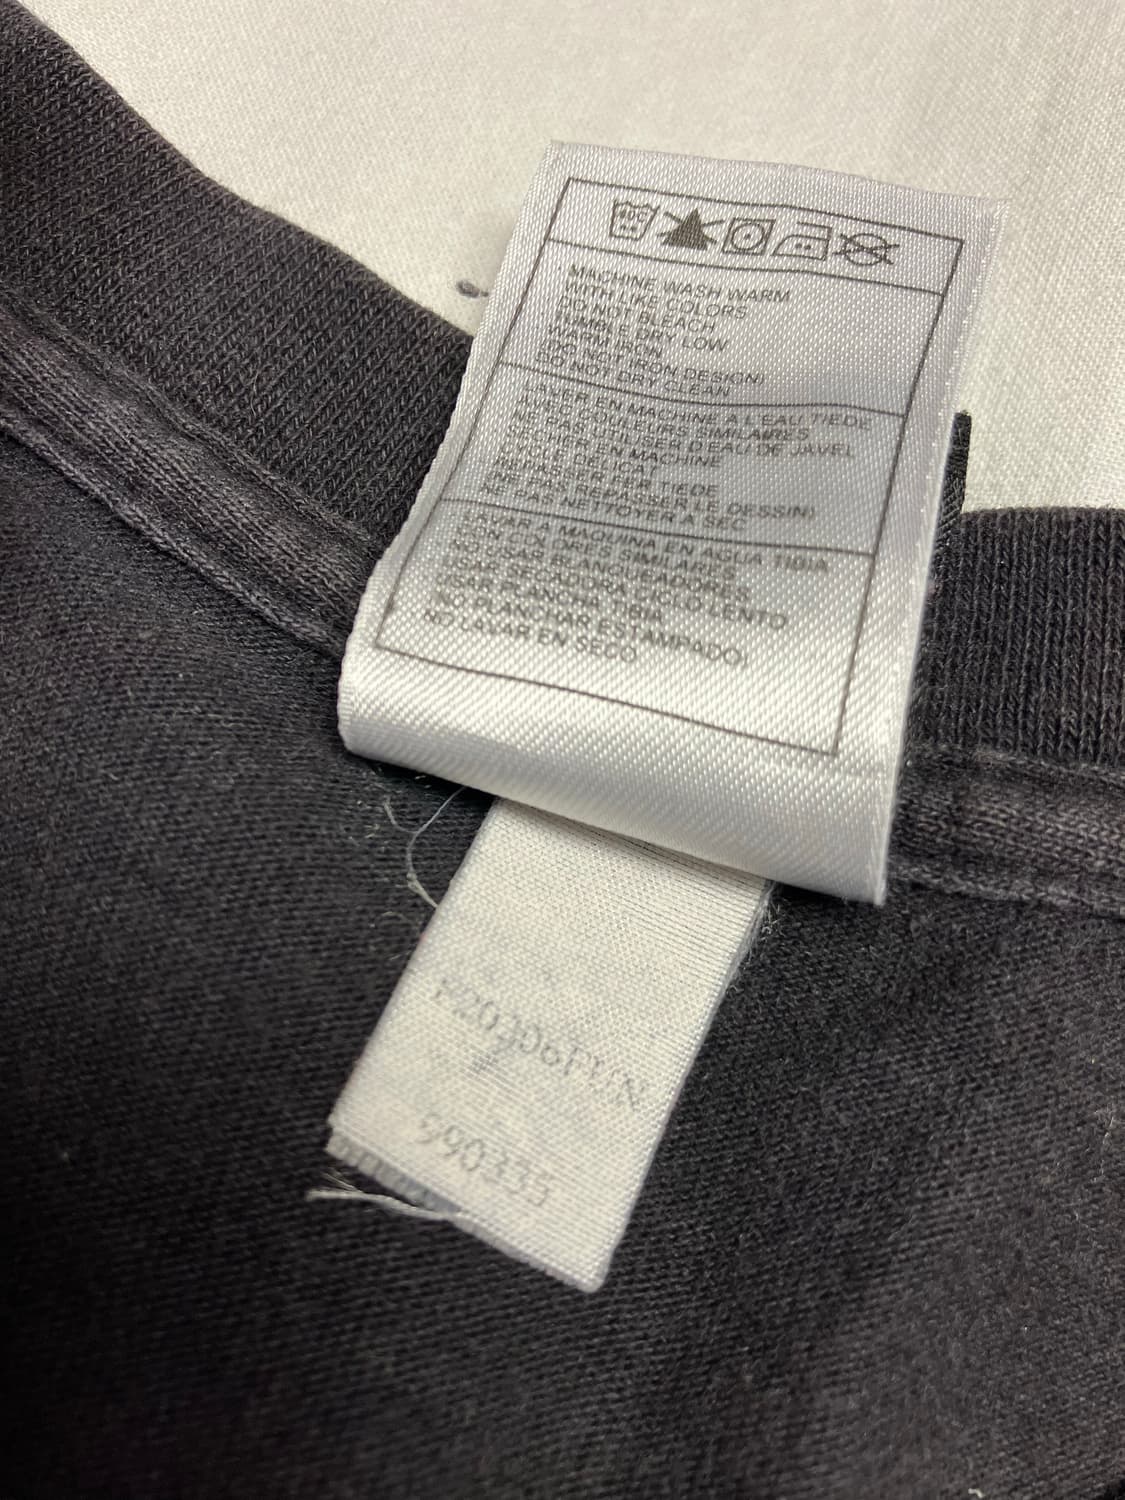 40C
MACHINE WASH WARM
WITH LIKE COLORS
DO NOT BLEACH
TUMBLE DRY LOW
WARM IRON
(DO NOT IRON DESIGN)
DO NOT DRY CLEAN
LAVER EN MACHINE A L'EAU TIEDE
AVEC COULEURS SIMILAIRES
NE PAS UTILISER D'EAU DE JAVEL
SECHER EN MACHINE
CYCLE DELICAT
REPASSER FER TIEDE
(NE PAS REPASSER LE DESSIN)
NE PAS NETTOYER A SEC
LAVAR A MAQUINA EN AGUA TIBIA
CON COLORES SIMILARES
NO USAR BLANQUEADORES
USAR SECADORA CICLO LENTO
USAR PLANCHA TIBIA
(NO PLANCHAR ESTAMPADO)
NO LAVAR EN SECO
990335